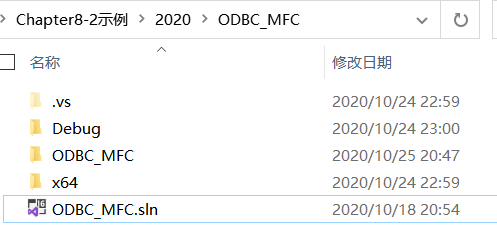 Chapter8-2示例 > 2020 > ODBC_MFC
名称 修改日期
.vs 2020/10/24 22:59
Debug 2020/10/24 23:00
ODBC_MFC 2020/10/25 20:47
x64 2020/10/24 22:59
ODBC_MFC.sln 2020/10/18 20:54